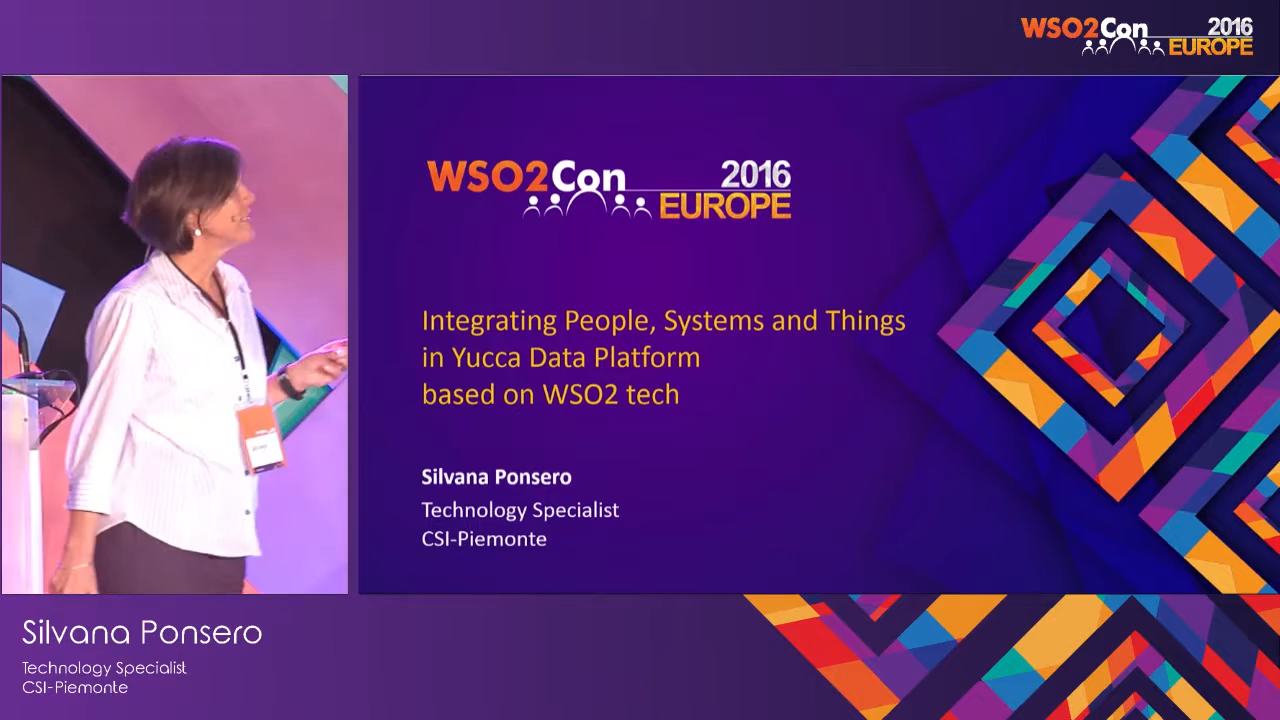 WSO2Con 2016
EUROPE
WSO2Con 2016
EUROPE
Integrating People, Systems and Things
in Yucca Data Platform
based on WSO2 tech
Silvana Ponsero
Technology Specialist
CSI-Piemonte
Silvana Ponsero
Technology Specialist
CSI-Piemonte